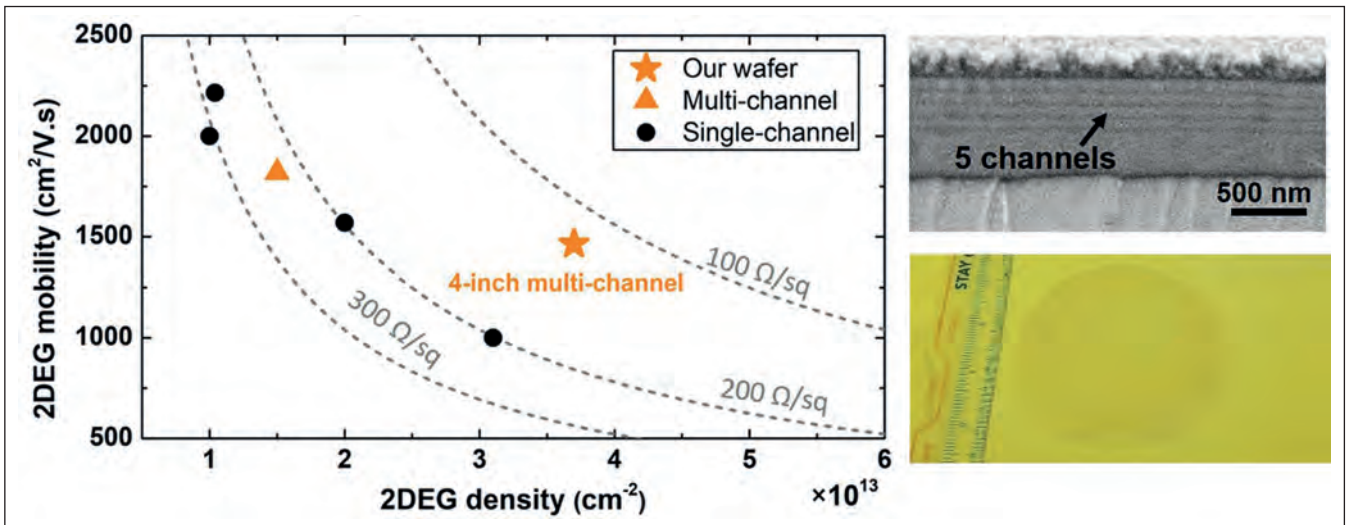 2500
2000
1500
1000
500
2DEG mobility (cm²/V.s)
Our wafer
Multi-channel
Single-channel
4-inch multi-channel
100 Ω/sq
200 Ω/sq
300 Ω/sq
1 2 3 4 5 6
2DEG density (cm⁻²)
×10¹³
5 channels
500 nm
STAY